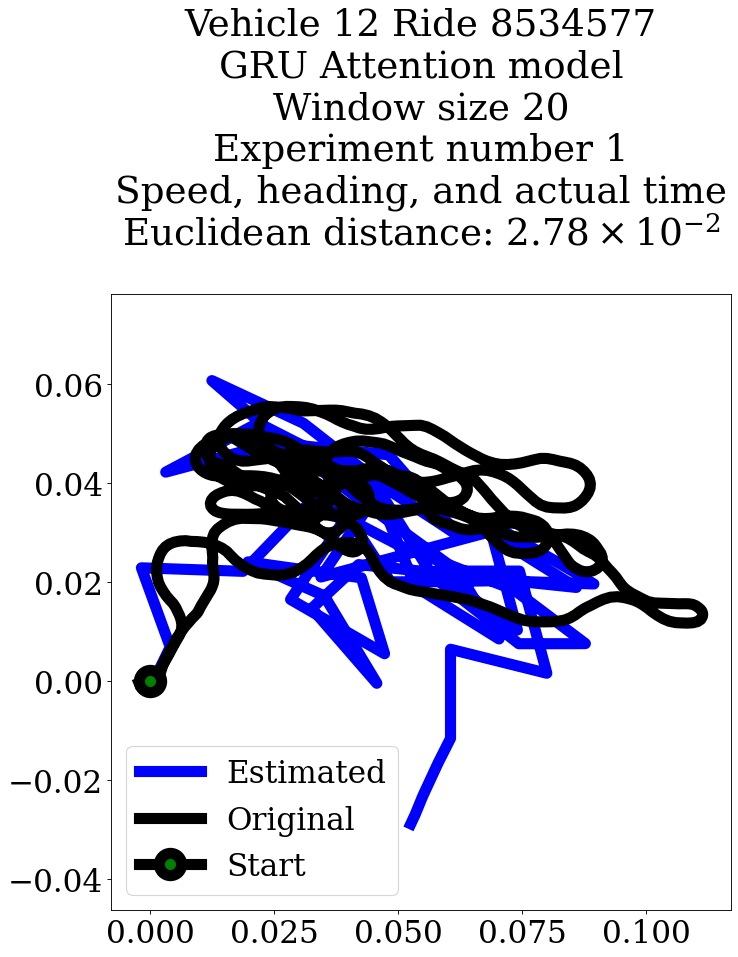 Vehicle 12 Ride 8534577
GRU Attention model
Window size 20
Experiment number 1
Speed, heading, and actual time
Euclidean distance: 2.78 × 10⁻²
0.06
0.04
0.02
0.00
−0.02
−0.04
Estimated
Original
Start
0.000 0.025 0.050 0.075 0.100